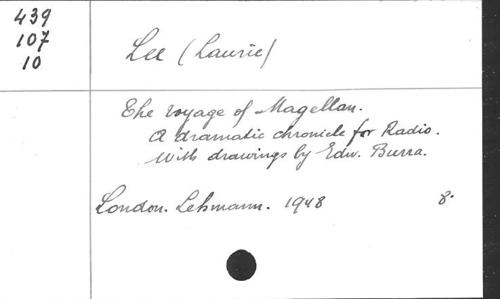 439
107
10
Lee (Laurie)
The voyage of Magellan.
A dramatic chronicle for Radio.
With drawings by Edw. Burra.
London. Lehmann. 1948 8.